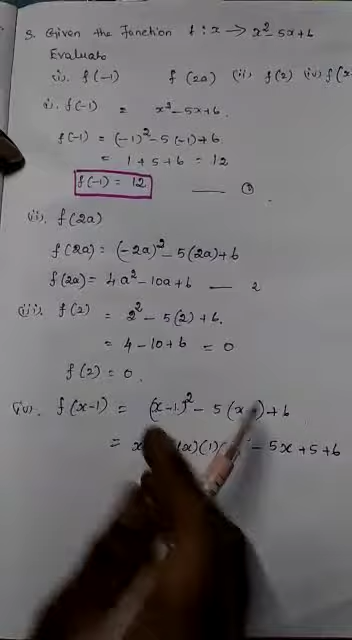 3. Given the function f : x → x² - 5x + 6
Evaluate
(i). f(-1) f(2a) (ii) f(2) (iv) f(x
i. f(-1) = x² - 5x + 6.
f(-1) = (-1)² - 5(-1) + 6
= 1 + 5 + 6 = 12
f(-1) = 12 — ①
(ii). f(2a)
f(2a) = (-2a)² - 5(2a) + 6
f(2a) = 4a² - 10a + 6 — 2
(iii). f(2) = 2² - 5(2) + 6.
= 4 - 10 + 6 = 0
f(2) = 0.
(iv). f(x-1) = (x-1)² - 5(x ) + 6
= x (x)(1) - 5x + 5 + 6